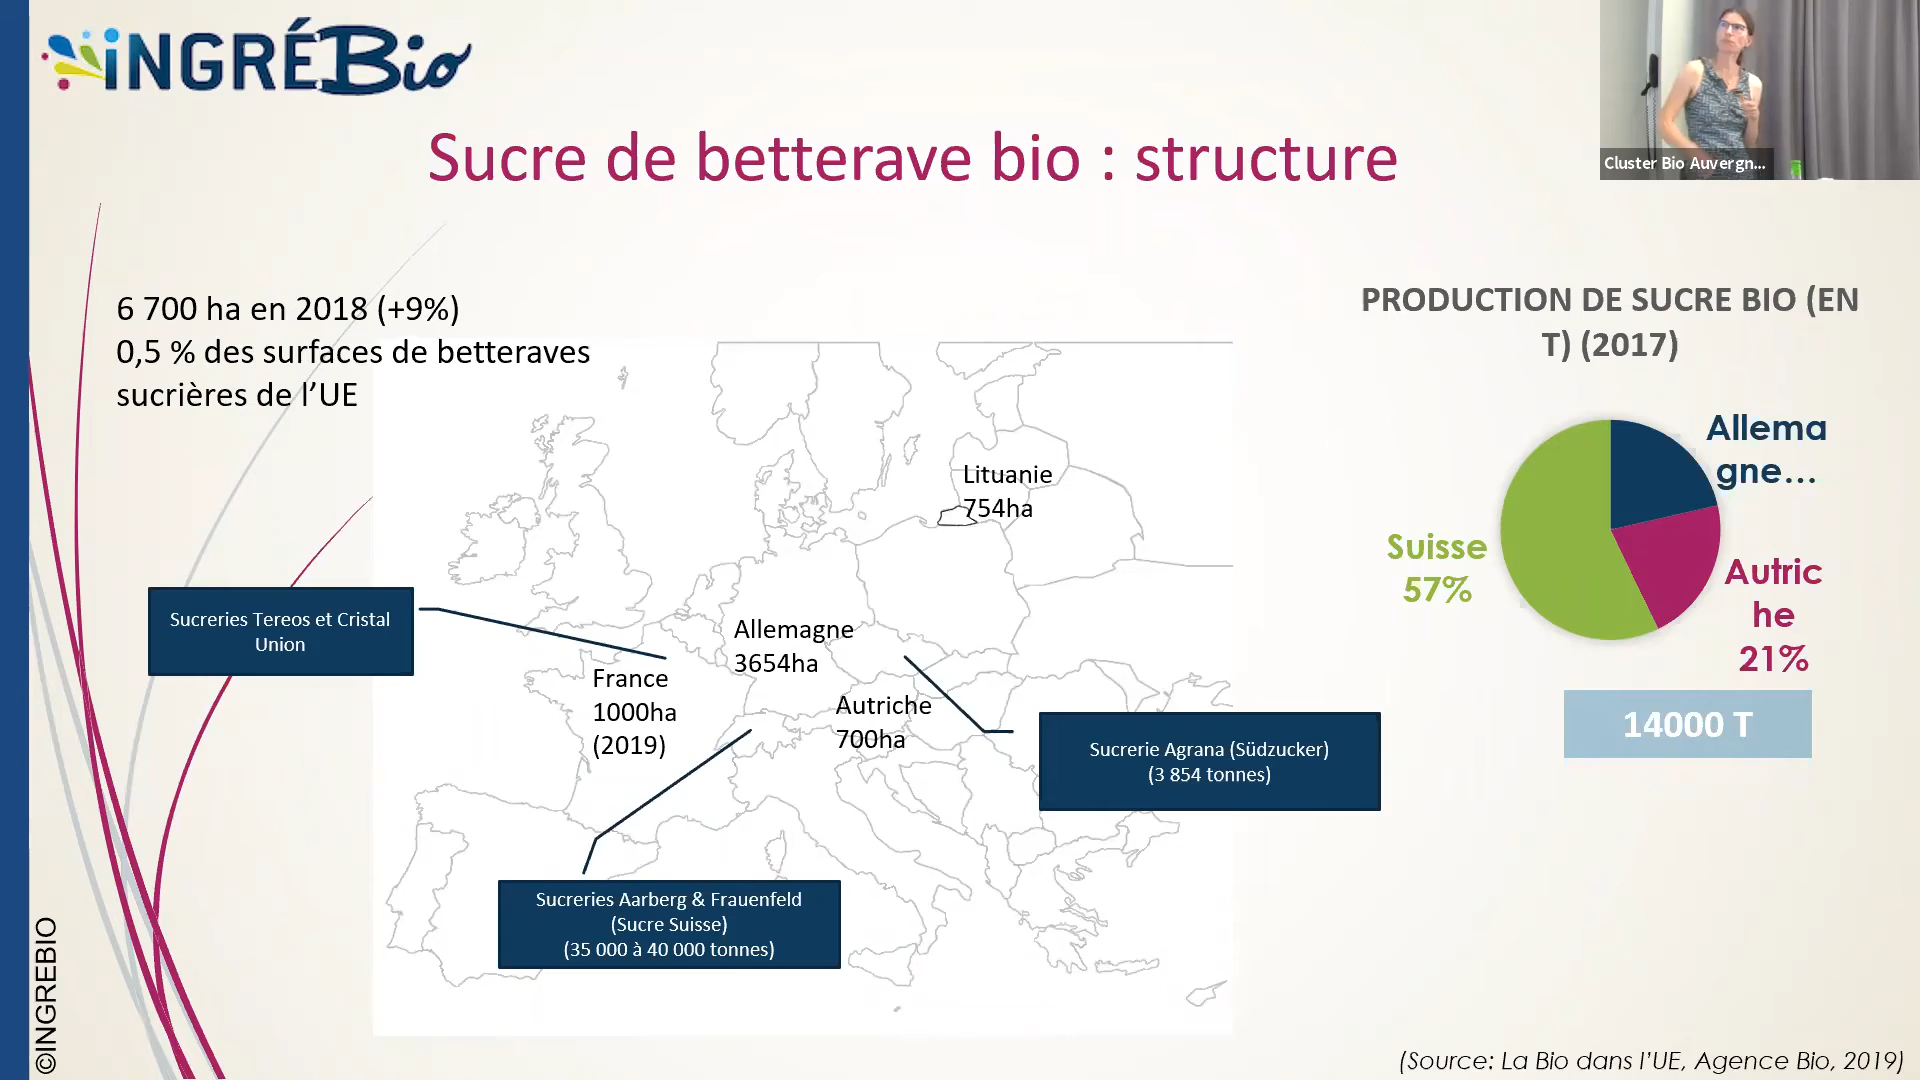 iNGRÉBio
Cluster Bio Auvergn...
Sucre de betterave bio : structure
6 700 ha en 2018 (+9%)
0,5 % des surfaces de betteraves
sucrières de l’UE
PRODUCTION DE SUCRE BIO (EN
T) (2017)
Allema
gne...
Suisse
57%
Autric
he
21%
14000 T
Lituanie
754ha
Sucreries Tereos et Cristal
Union
Allemagne
3654ha
France
1000ha
(2019)
Autriche
700ha
Sucrerie Agrana (Südzucker)
(3 854 tonnes)
Sucreries Aarberg & Frauenfeld
(Sucre Suisse)
(35 000 à 40 000 tonnes)
©INGREBIO
(Source: La Bio dans l’UE, Agence Bio, 2019)